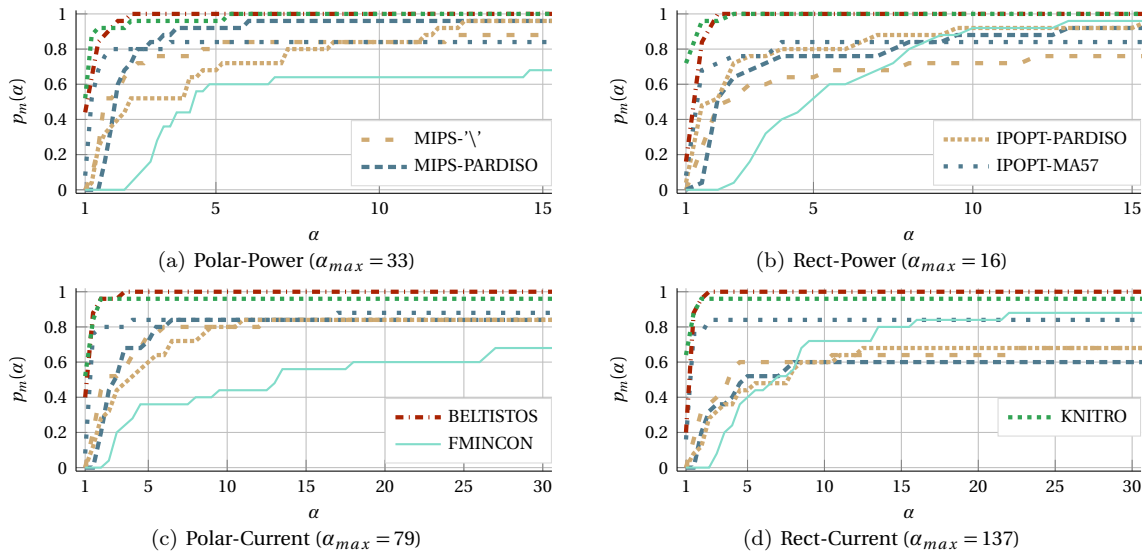 1
0.8
0.6
0.4
0.2
0
p_m(α)
MIPS-'\'
MIPS-PARDISO
1 5 10 15
α
(a) Polar-Power (α_max = 33)
1
0.8
0.6
0.4
0.2
0
p_m(α)
IPOPT-PARDISO
IPOPT-MA57
1 5 10 15
α
(b) Rect-Power (α_max = 16)
1
0.8
0.6
0.4
0.2
0
p_m(α)
BELTISTOS
FMINCON
1 5 10 15 20 25 30
α
(c) Polar-Current (α_max = 79)
1
0.8
0.6
0.4
0.2
0
p_m(α)
KNITRO
1 5 10 15 20 25 30
α
(d) Rect-Current (α_max = 137)